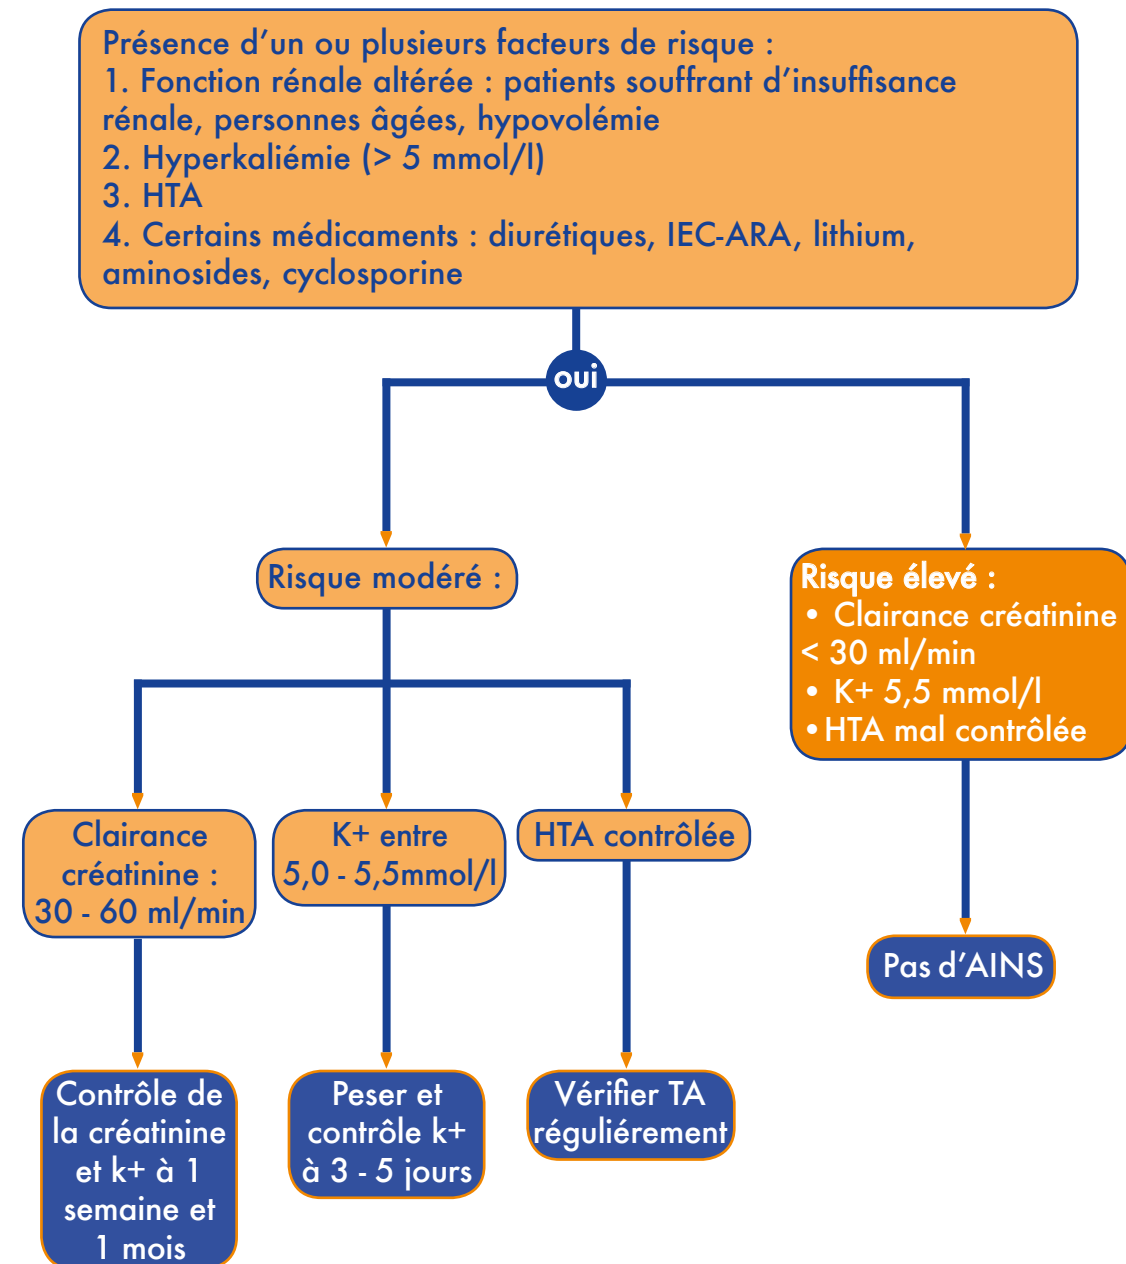 Présence d’un ou plusieurs facteurs de risque :
1. Fonction rénale altérée : patients souffrant d’insuffisance
rénale, personnes âgées, hypovolémie
2. Hyperkaliémie (> 5 mmol/l)
3. HTA
4. Certains médicaments : diurétiques, IEC-ARA, lithium,
aminosides, cyclosporine
oui
Risque modéré :
Risque élevé :
• Clairance créatinine
< 30 ml/min
• K+ 5,5 mmol/l
•HTA mal contrôlée
Clairance
créatinine :
30 - 60 ml/min
K+ entre
5,0 - 5,5mmol/l
HTA contrôlée
Pas d’AINS
Contrôle de
la créatinine
et k+ à 1
semaine et
1 mois
Peser et
contrôle k+
à 3 - 5 jours
Vérifier TA
réguliérement